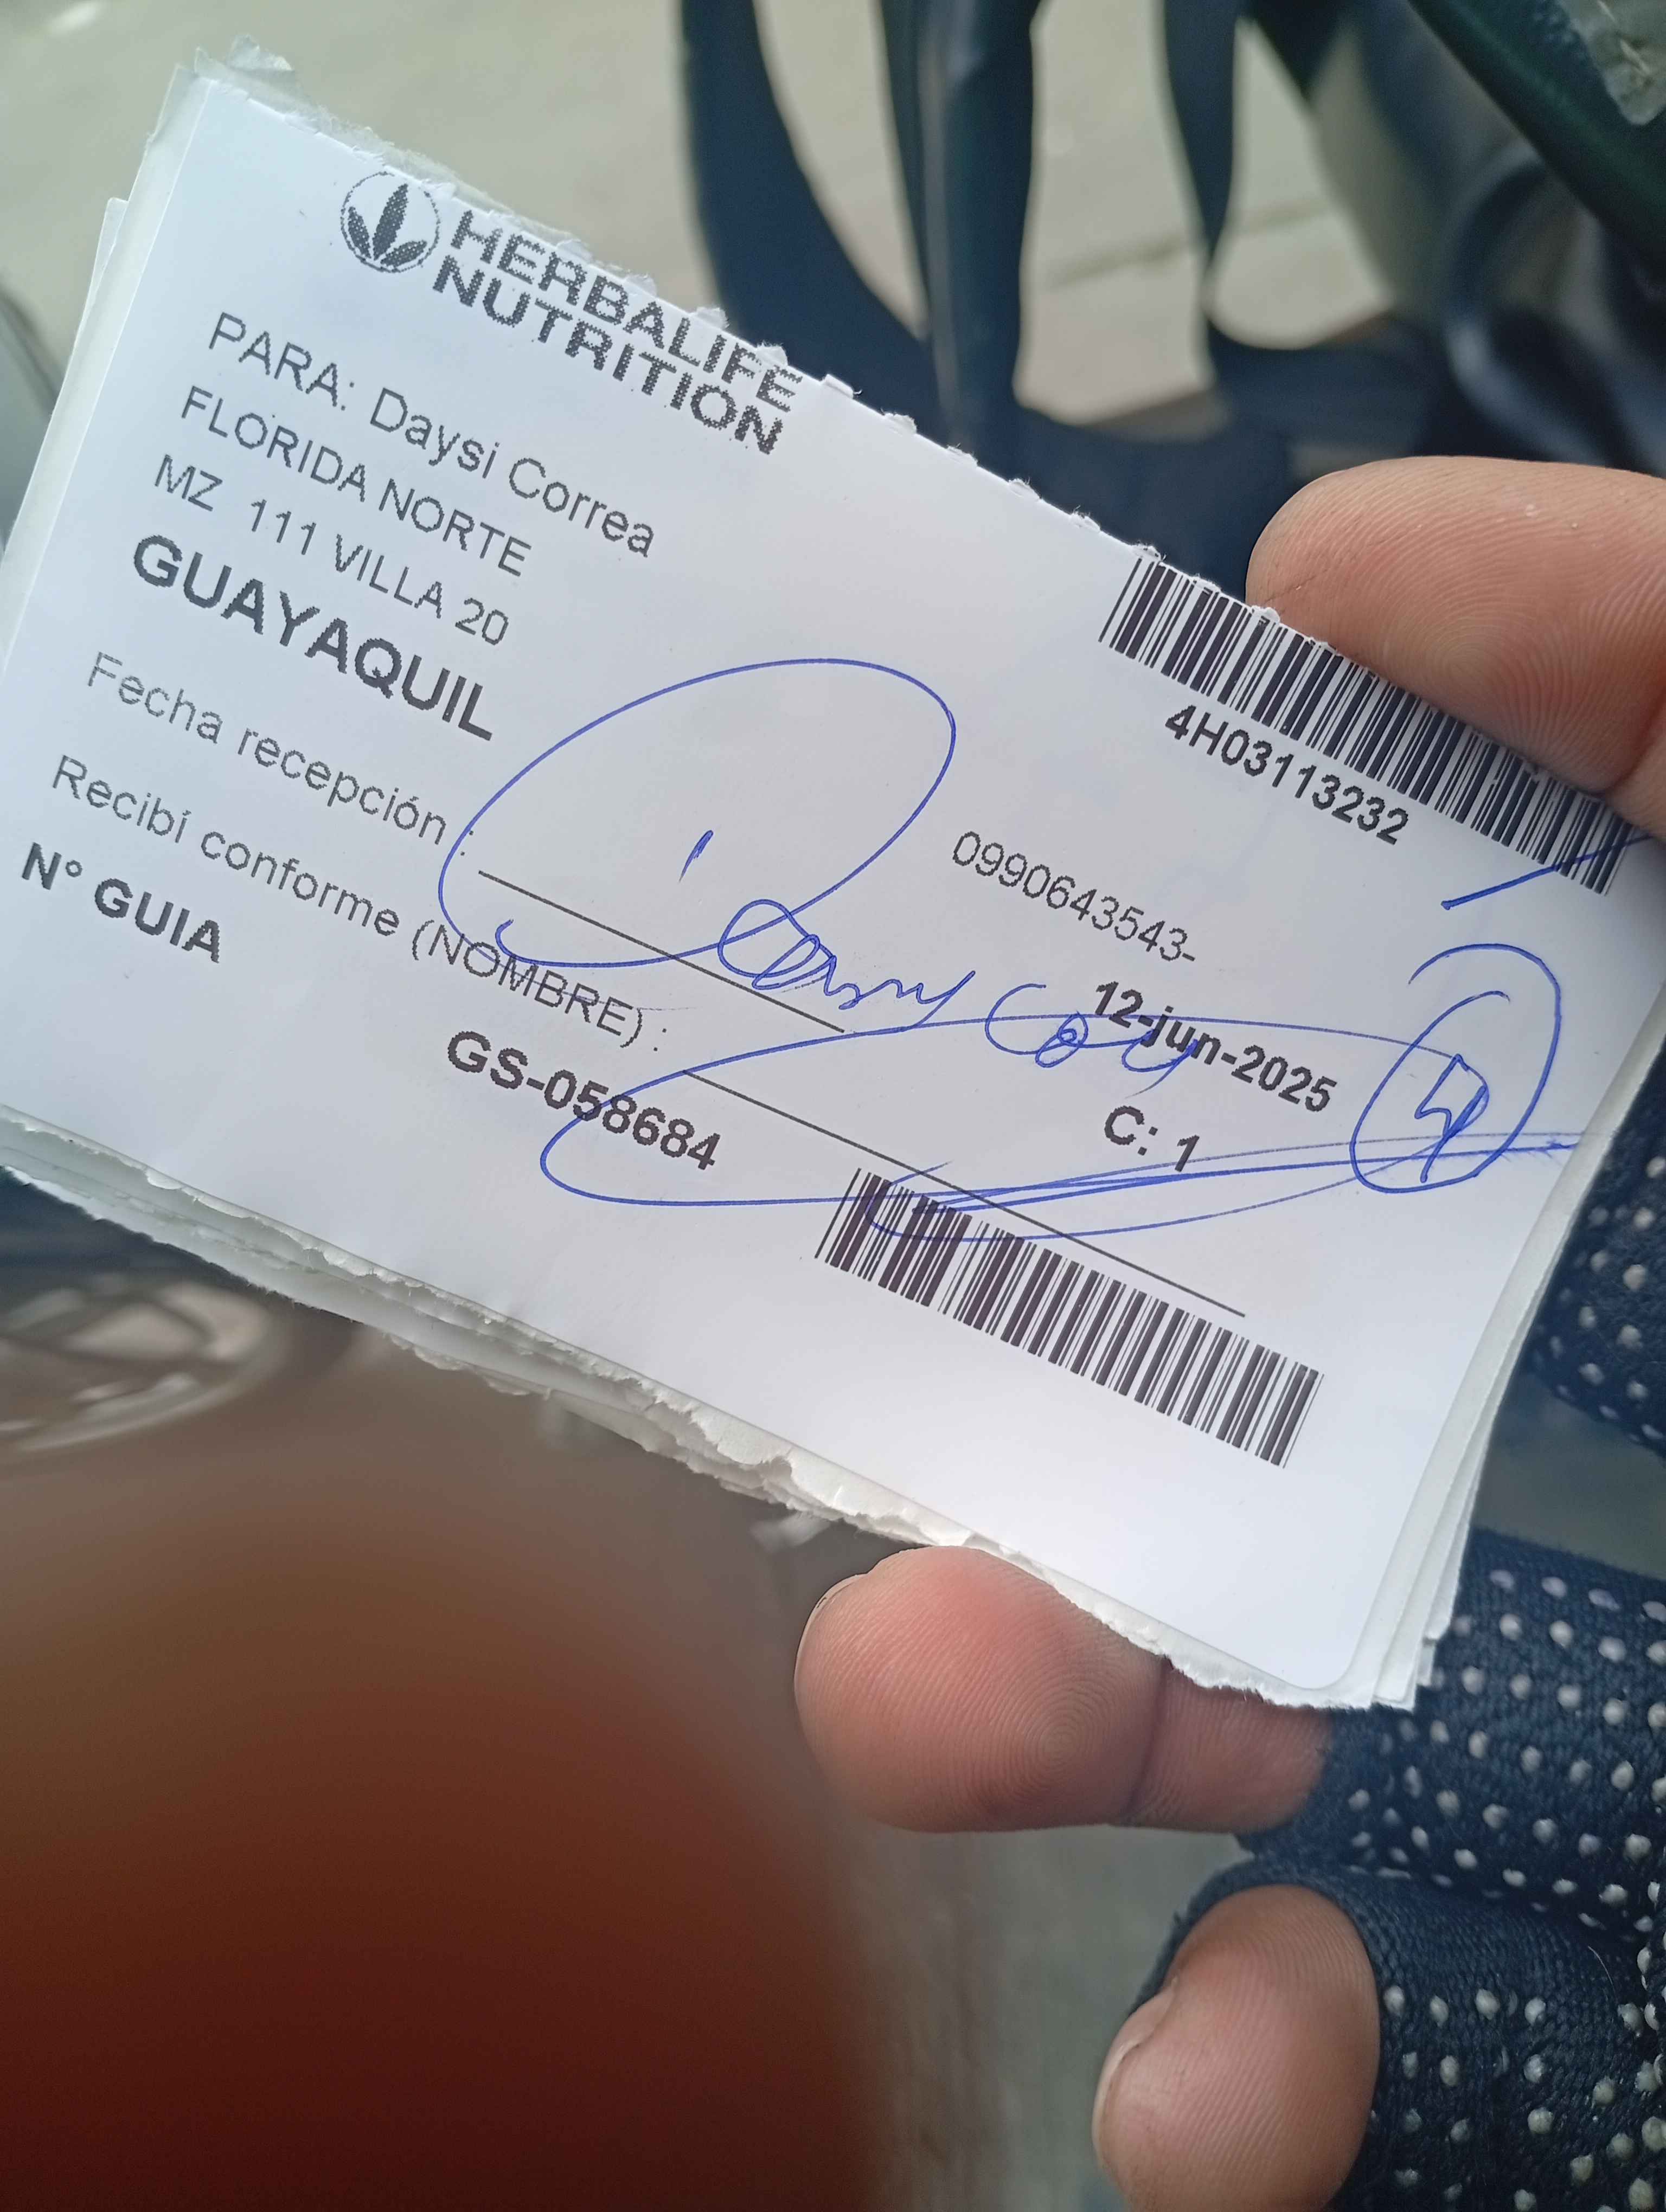 HERBALIFE
NUTRITION
PARA: Daysi Correa
FLORIDA NORTE
MZ 111 VILLA 20
GUAYAQUIL
4H03113232
0990643543-
Fecha recepción :
12-jun-2025
Recibí conforme (NOMBRE) :
C: 1
N° GUIA
GS-058684